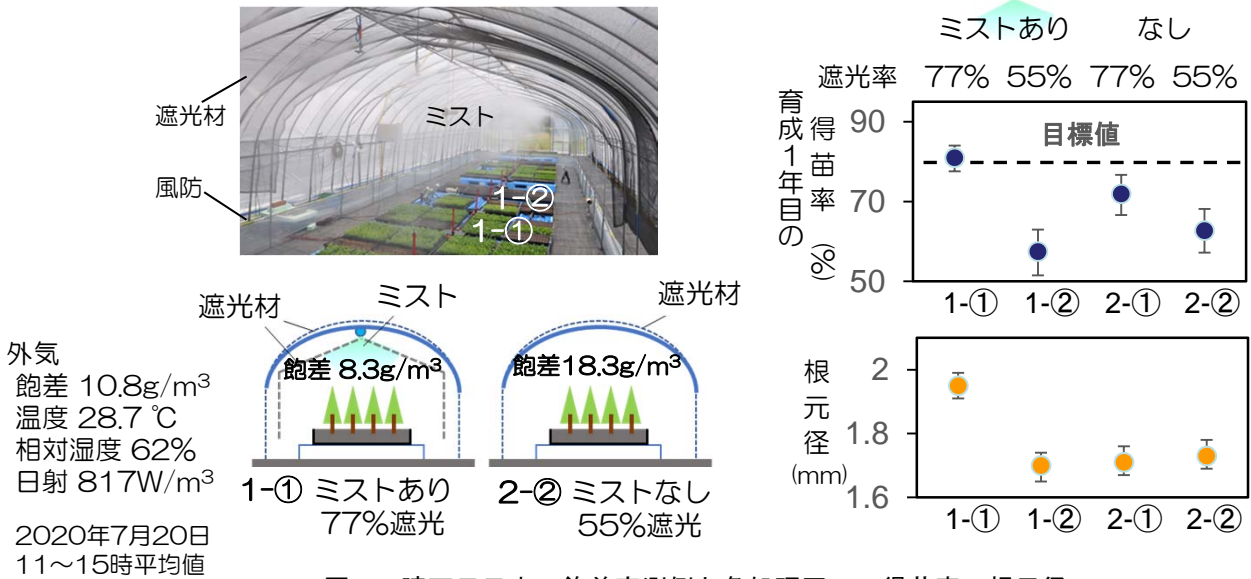 遮光材
風防
ミスト
1-②
1-①
外気
飽差 10.8g/m³
温度 28.7 ℃
相対湿度 62%
日射 817W/m³
2020年7月20日
11〜15時平均値
遮光材
ミスト
飽差 8.3g/m³
1-① ミストあり
77%遮光
遮光材
飽差18.3g/m³
2-② ミストなし
55%遮光
ミストあり なし
遮光率 77% 55% 77% 55%
育成1年目の
得苗率 (%)
90
70
50
目標値
1-① 1-② 2-① 2-②
根元径
(mm)
2
1.8
1.6
1-① 1-② 2-① 2-②